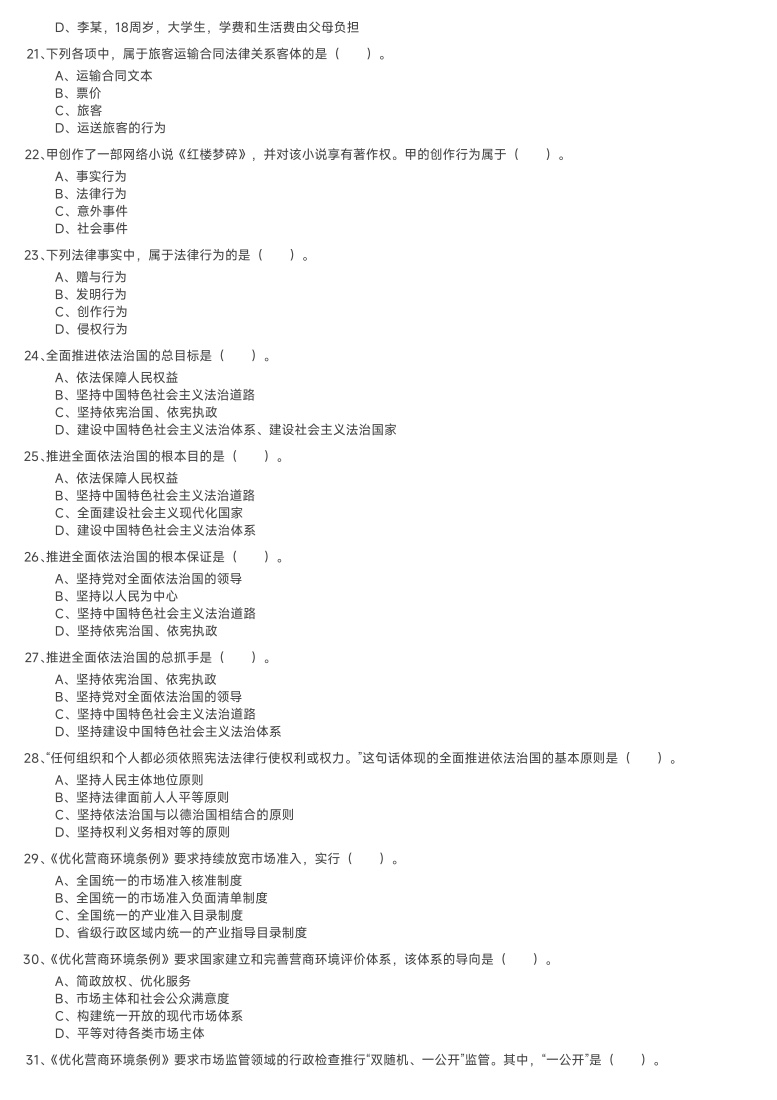 D、李某，18周岁，大学生，学费和生活费由父母负担
21、下列各项中，属于旅客运输合同法律关系客体的是（　　）。
A、运输合同文本
B、票价
C、旅客
D、运送旅客的行为
22、甲创作了一部网络小说《红楼梦碎》，并对该小说享有著作权。甲的创作行为属于（　　）。
A、事实行为
B、法律行为
C、意外事件
D、社会事件
23、下列法律事实中，属于法律行为的是（　　）。
A、赠与行为
B、发明行为
C、创作行为
D、侵权行为
24、全面推进依法治国的总目标是（　　）。
A、依法保障人民权益
B、坚持中国特色社会主义法治道路
C、坚持依宪治国、依宪执政
D、建设中国特色社会主义法治体系、建设社会主义法治国家
25、推进全面依法治国的根本目的是（　　）。
A、依法保障人民权益
B、坚持中国特色社会主义法治道路
C、全面建设社会主义现代化国家
D、建设中国特色社会主义法治体系
26、推进全面依法治国的根本保证是（　　）。
A、坚持党对全面依法治国的领导
B、坚持以人民为中心
C、坚持中国特色社会主义法治道路
D、坚持依宪治国、依宪执政
27、推进全面依法治国的总抓手是（　　）。
A、坚持依宪治国、依宪执政
B、坚持党对全面依法治国的领导
C、坚持中国特色社会主义法治道路
D、坚持建设中国特色社会主义法治体系
28、“任何组织和个人都必须依照宪法法律行使权利或权力。”这句话体现的全面推进依法治国的基本原则是（　　）。
A、坚持人民主体地位原则
B、坚持法律面前人人平等原则
C、坚持依法治国与以德治国相结合的原则
D、坚持权利义务相对等的原则
29、《优化营商环境条例》要求持续放宽市场准入，实行（　　）。
A、全国统一的市场准入核准制度
B、全国统一的市场准入负面清单制度
C、全国统一的产业准入目录制度
D、省级行政区域内统一的产业指导目录制度
30、《优化营商环境条例》要求国家建立和完善营商环境评价体系，该体系的导向是（　　）。
A、简政放权、优化服务
B、市场主体和社会公众满意度
C、构建统一开放的现代市场体系
D、平等对待各类市场主体
31、《优化营商环境条例》要求市场监管领域的行政检查推行“双随机、一公开”监管。其中，“一公开”是（　　）。